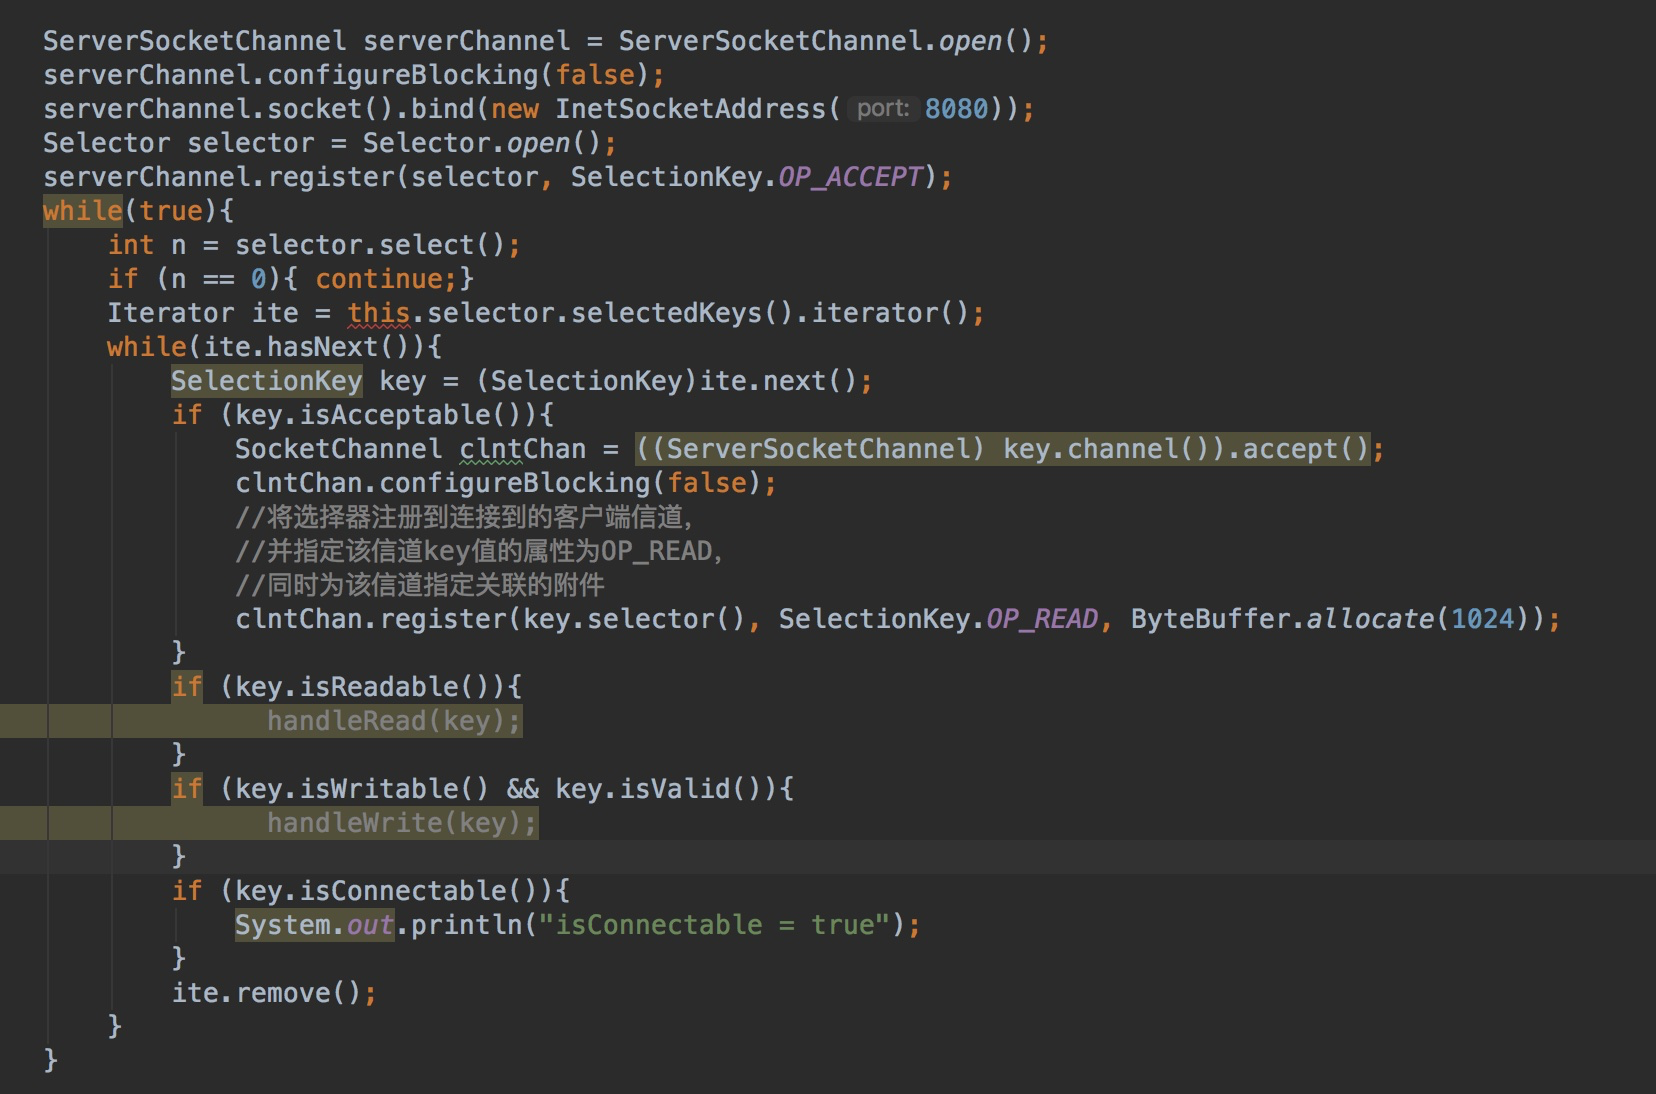 ServerSocketChannel serverChannel = ServerSocketChannel.open();
serverChannel.configureBlocking(false);
serverChannel.socket().bind(new InetSocketAddress( port: 8080));
Selector selector = Selector.open();
serverChannel.register(selector, SelectionKey.OP_ACCEPT);
while(true){
    int n = selector.select();
    if (n == 0){ continue;}
    Iterator ite = this.selector.selectedKeys().iterator();
    while(ite.hasNext()){
        SelectionKey key = (SelectionKey)ite.next();
        if (key.isAcceptable()){
            SocketChannel clntChan = ((ServerSocketChannel) key.channel()).accept();
            clntChan.configureBlocking(false);
            //将选择器注册到连接到的客户端信道,
            //并指定该信道key值的属性为OP_READ,
            //同时为该信道指定关联的附件
            clntChan.register(key.selector(), SelectionKey.OP_READ, ByteBuffer.allocate(1024));
        }
        if (key.isReadable()){
              handleRead(key);
        }
        if (key.isWritable() && key.isValid()){
              handleWrite(key);
        }
        if (key.isConnectable()){
            System.out.println("isConnectable = true");
        }
        ite.remove();
    }
}